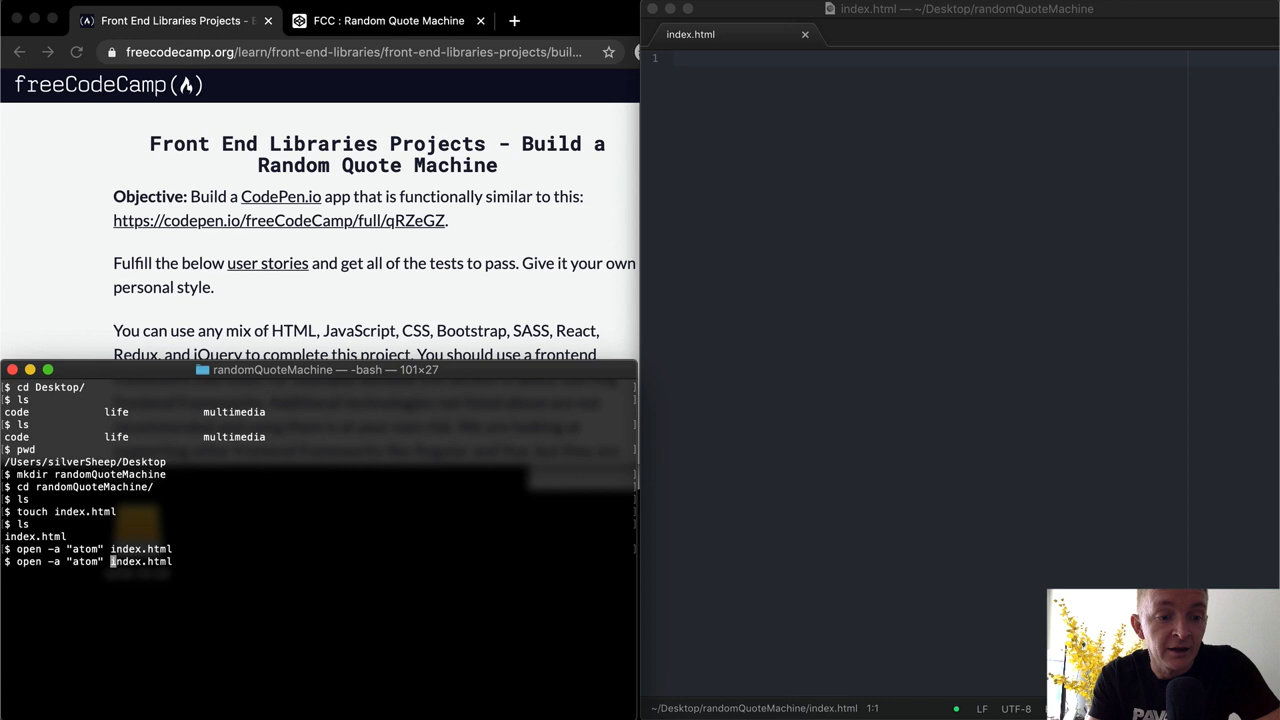 Front End Libraries Projects - B
FCC : Random Quote Machine
freecodecamp.org/learn/front-end-libraries/front-end-libraries-projects/buil...
freeCodeCamp
Front End Libraries Projects - Build a
Random Quote Machine
Objective: Build a CodePen.io app that is functionally similar to this:
https://codepen.io/freeCodeCamp/full/qRZeGZ.
Fulfill the below user stories and get all of the tests to pass. Give it your own
personal style.
You can use any mix of HTML, JavaScript, CSS, Bootstrap, SASS, React,
Redux, and jQuery to complete this project. You should use a frontend
randomQuoteMachine — -bash — 101×27
$ cd Desktop/
$ ls
code life multimedia
$ ls
code life multimedia
$ pwd
/Users/silverSheep/Desktop
$ mkdir randomQuoteMachine
$ cd randomQuoteMachine/
$ ls
$ touch index.html
$ ls
index.html
$ open -a "atom" index.html
$ open -a "atom" index.html
index.html — ~/Desktop/randomQuoteMachine
index.html
1
~/Desktop/randomQuoteMachine/index.html 1:1
LF UTF-8